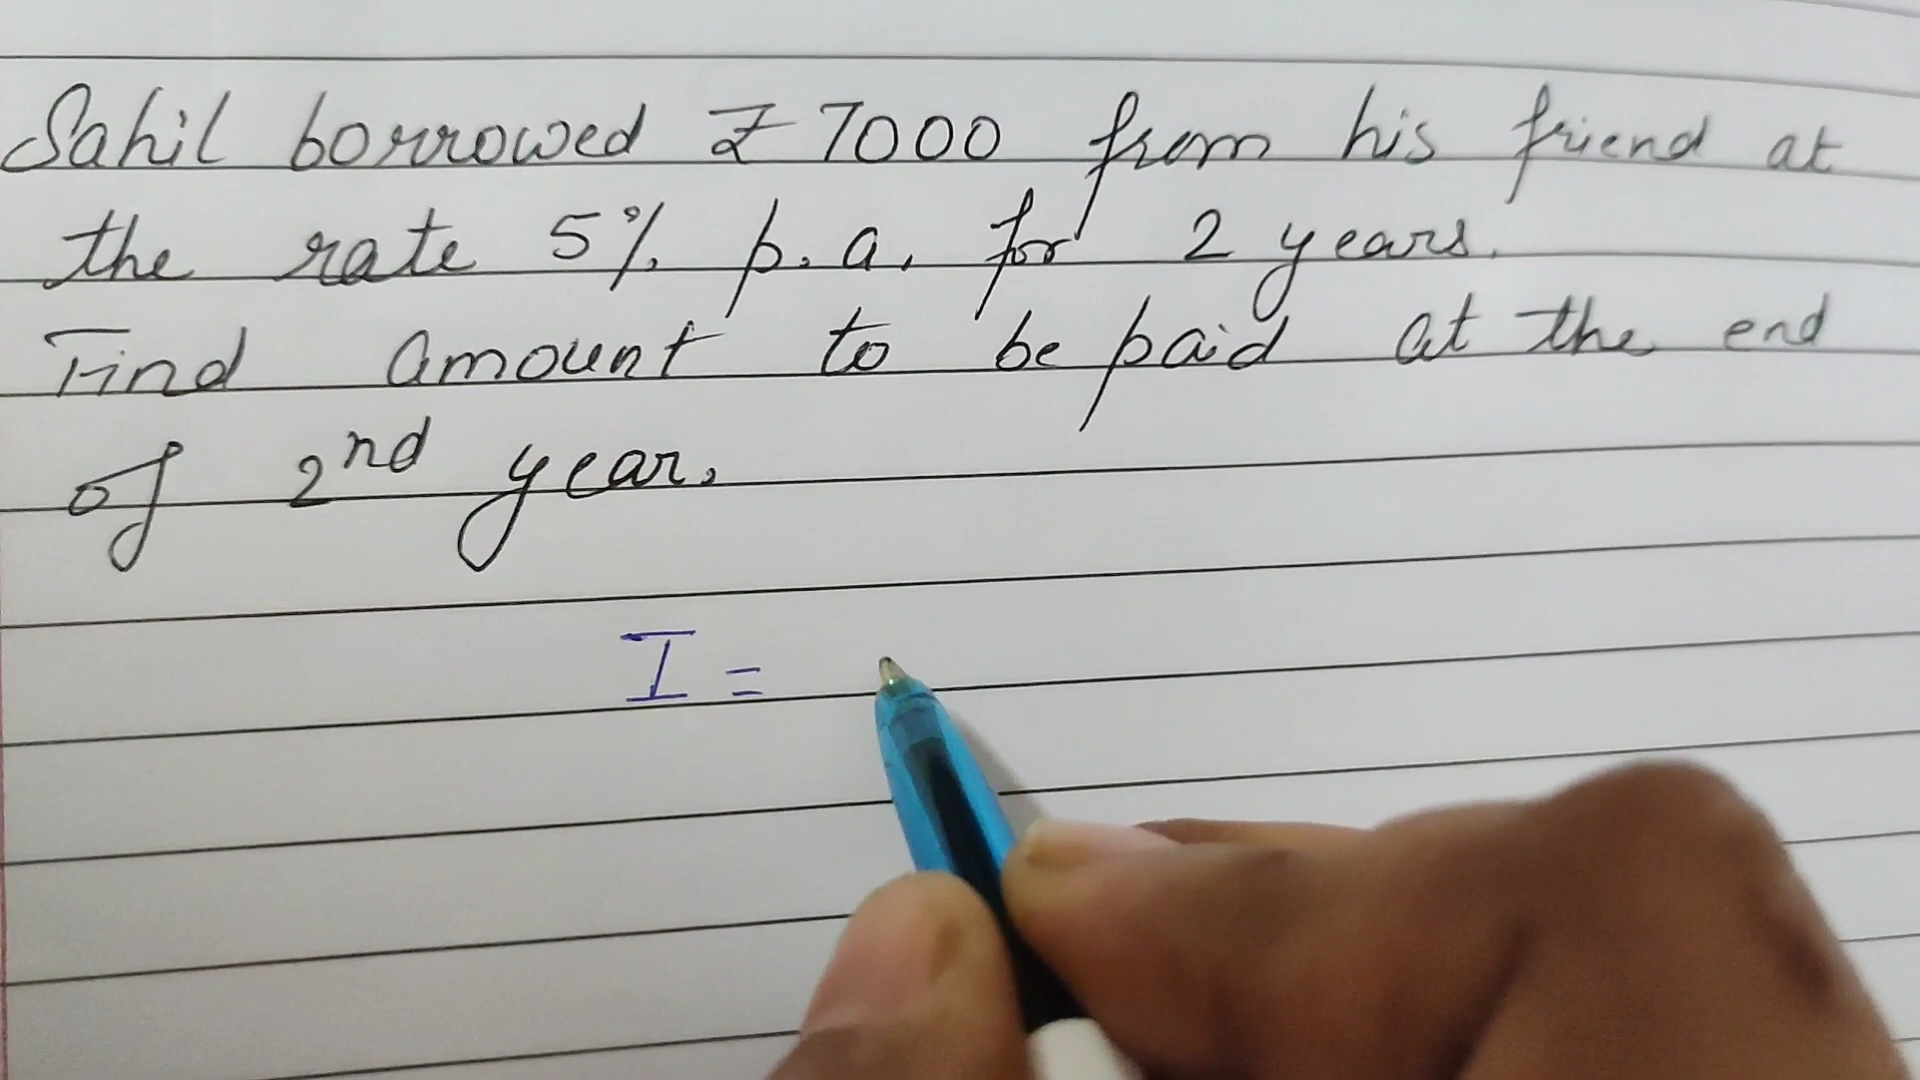 Sahil borrowed ₹ 7000 from his friend at
the rate 5% p.a. for 2 years.
Find amount to be paid at the end
of 2nd year.
I =